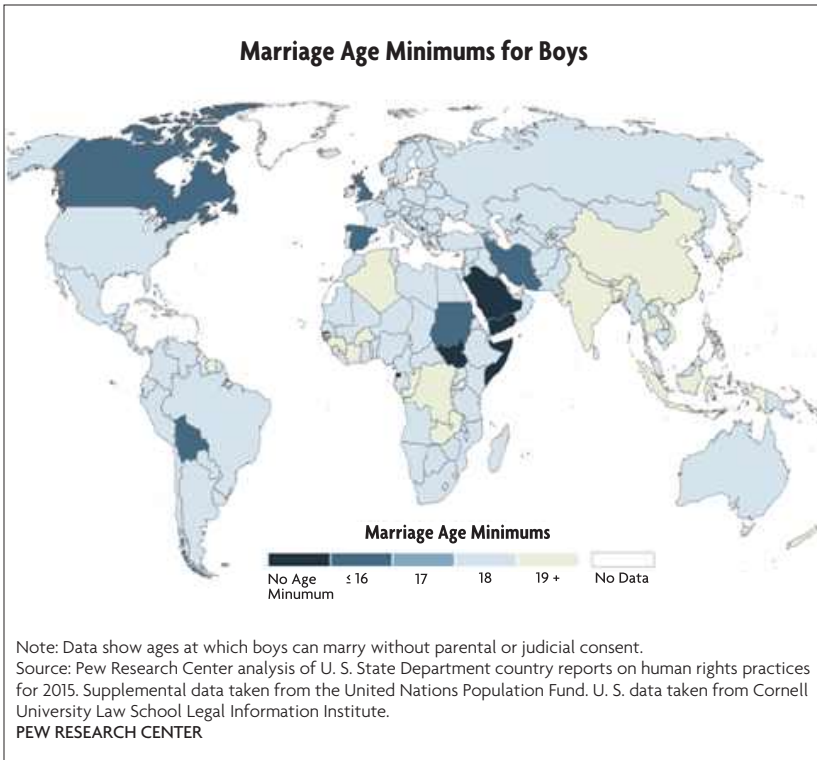 Marriage Age Minimums for Boys
Marriage Age Minimums
No Age
Minumum
≤ 16
17
18
19 +
No Data
Note: Data show ages at which boys can marry without parental or judicial consent.
Source: Pew Research Center analysis of U. S. State Department country reports on human rights practices
for 2015. Supplemental data taken from the United Nations Population Fund. U. S. data taken from Cornell
University Law School Legal Information Institute.
PEW RESEARCH CENTER